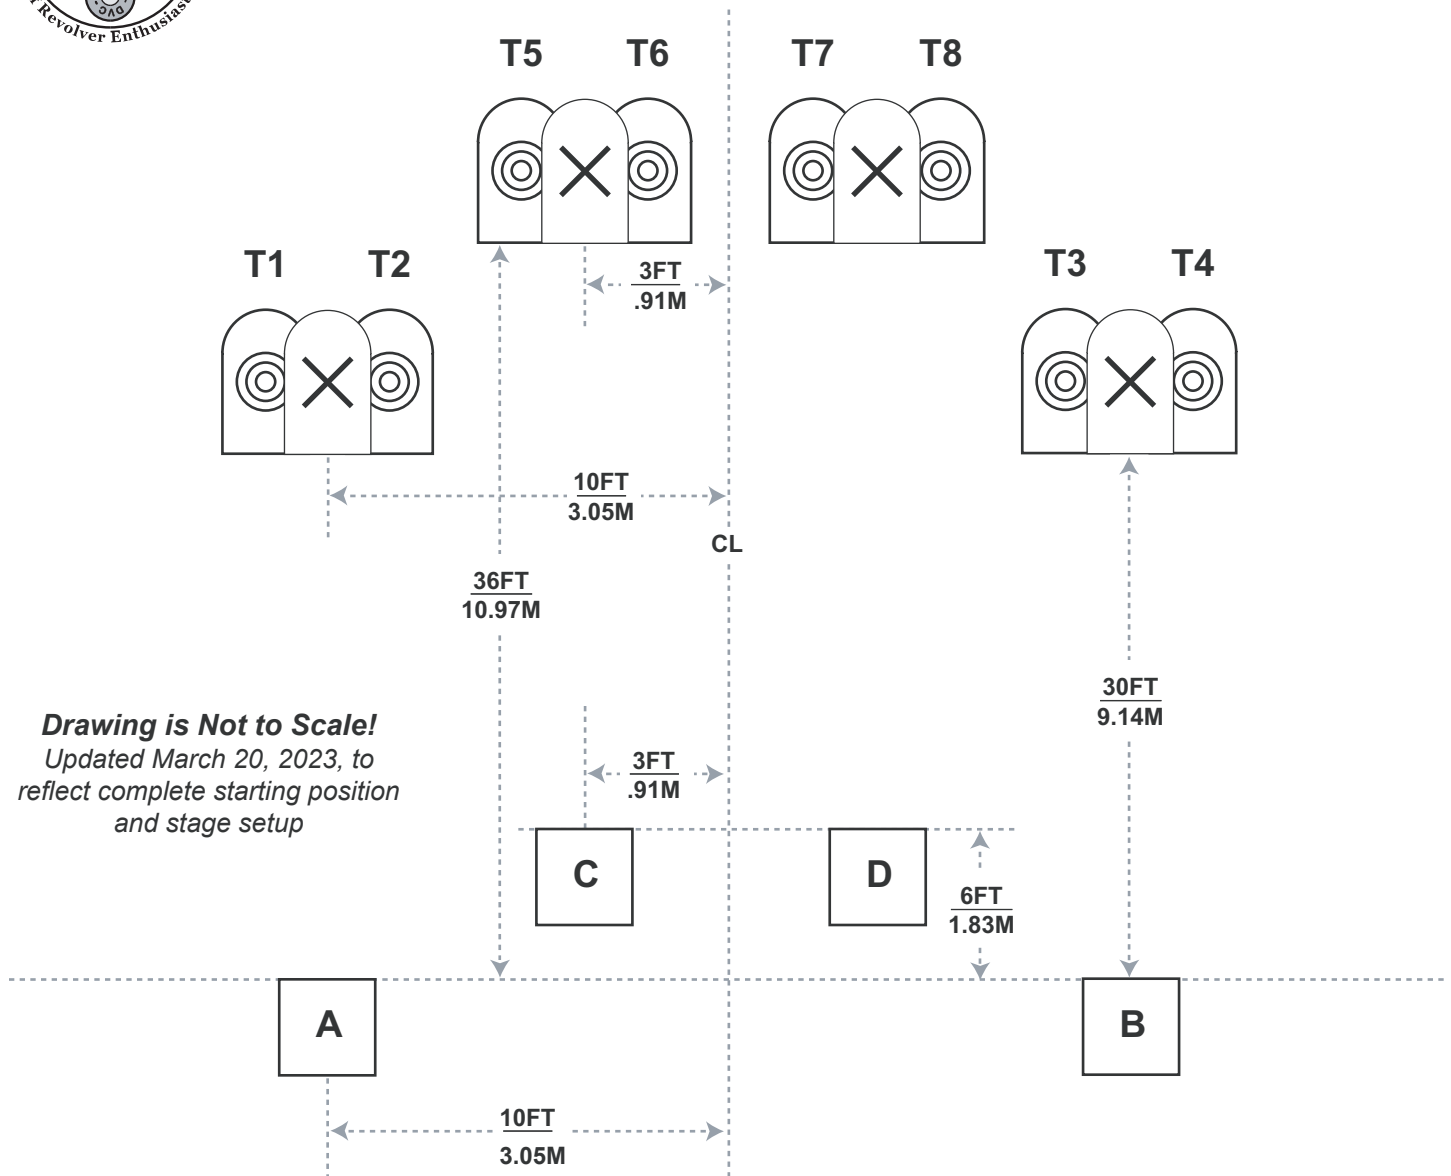 DVC
Revolver Enthusiast
T5 T6 T7 T8
3FT
.91M
T1 T2 T3 T4
10FT
3.05M
CL
36FT
10.97M
30FT
9.14M
Drawing is Not to Scale!
Updated March 20, 2023, to
reflect complete starting position
and stage setup
3FT
.91M
C D
6FT
1.83M
A B
10FT
3.05M